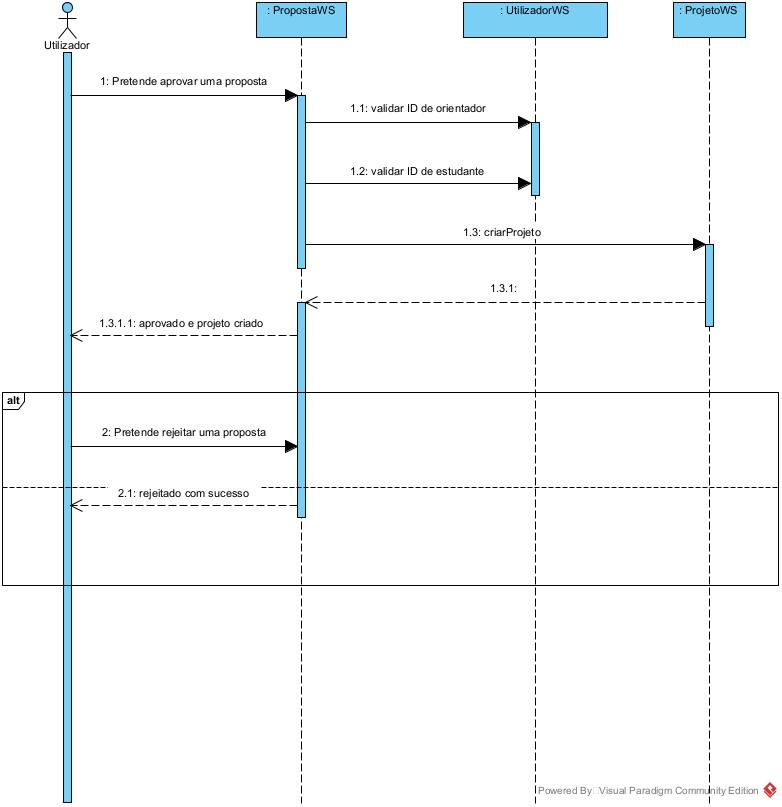 : PropostaWS
: UtilizadorWS
: ProjetoWS
Utilizador
1: Pretende aprovar uma proposta
1.1: validar ID de orientador
1.2: validar ID de estudante
1.3: criarProjeto
1.3.1:
1.3.1.1: aprovado e projeto criado
alt
2: Pretende rejeitar uma proposta
2.1: rejeitado com sucesso
Powered By Visual Paradigm Community Edition